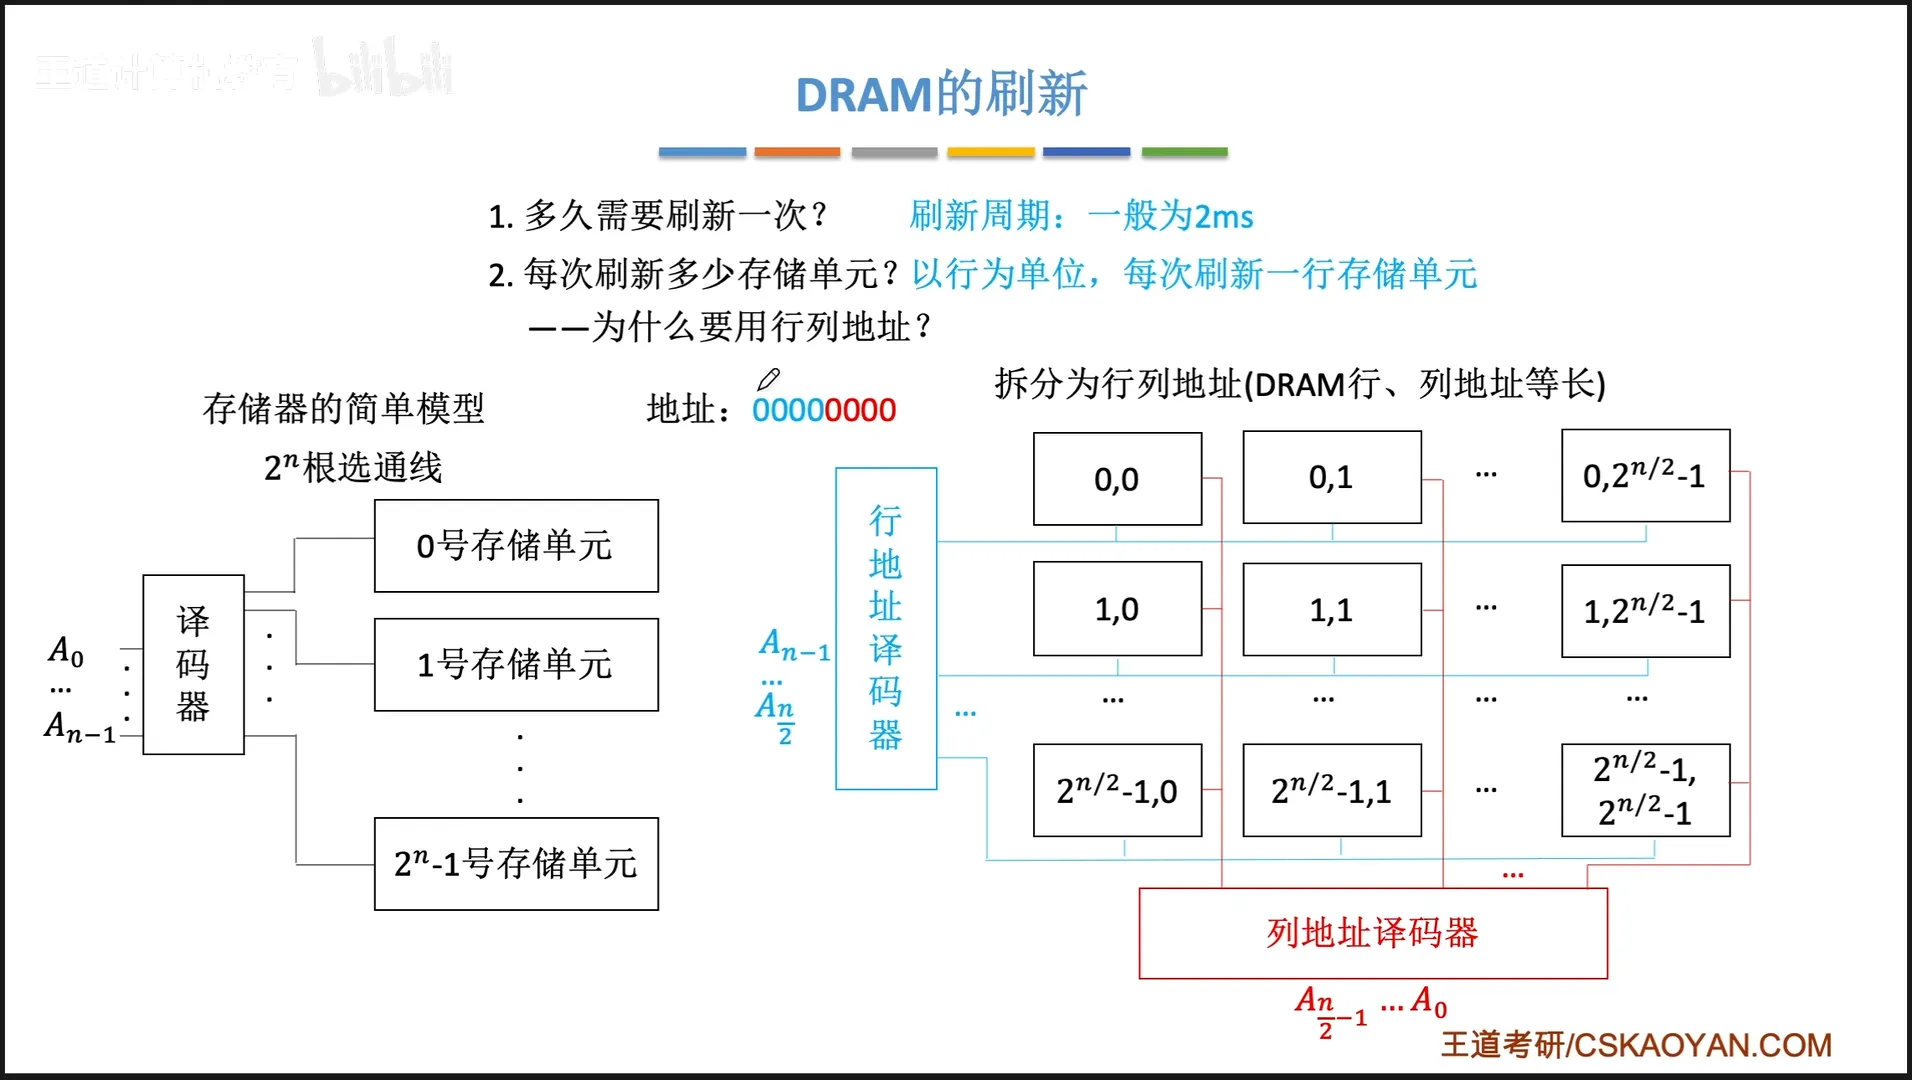 王道计算机教育 bilibili
DRAM的刷新
1. 多久需要刷新一次? 刷新周期：一般为2ms
2. 每次刷新多少存储单元? 以行为单位，每次刷新一行存储单元
——为什么要用行列地址?
存储器的简单模型
地址：00000000
拆分为行列地址(DRAM行、列地址等长)
2ⁿ根选通线
0号存储单元
1号存储单元
2ⁿ-1号存储单元
译码器
A₀
...
Aₙ₋₁
行地址译码器
Aₙ₋₁
...
A_{n/2}
...
0,0
0,1
...
0,2^{n/2}-1
1,0
1,1
...
1,2^{n/2}-1
...
...
...
...
2^{n/2}-1,0
2^{n/2}-1,1
...
2^{n/2}-1,
2^{n/2}-1
...
列地址译码器
A_{n/2-1} ... A₀
王道考研/CSKAOYAN.COM